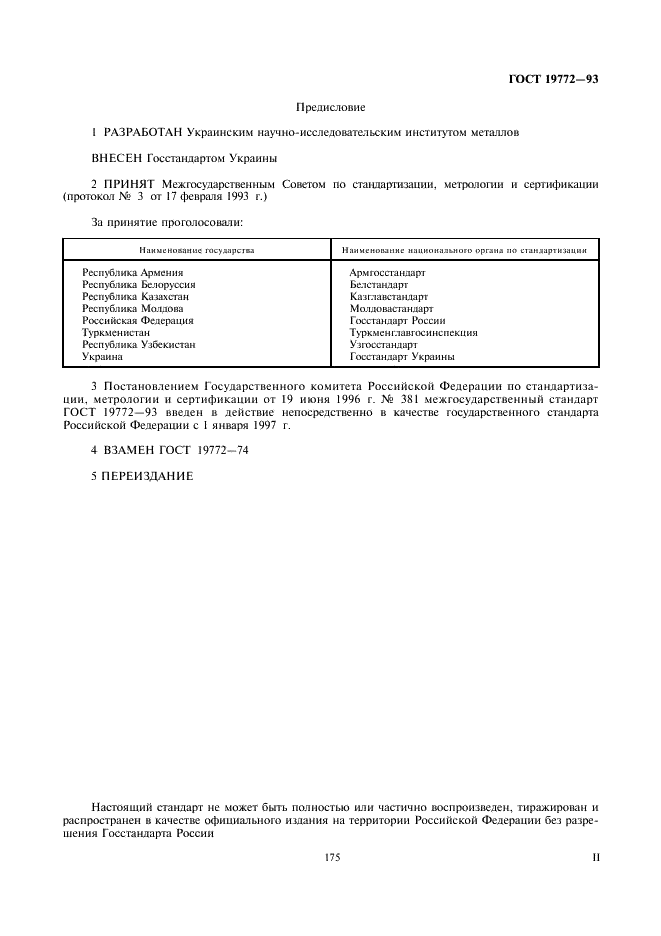 ГОСТ 19772—93
Предисловие
1 РАЗРАБОТАН Украинским научно-исследовательским институтом металлов
ВНЕСЕН Госстандартом Украины
2 ПРИНЯТ Межгосударственным Советом по стандартизации, метрологии и сертификации
(протокол № 3 от 17 февраля 1993 г.)
За принятие проголосовали:
Наименование государства Наименование национального органа по стандартизации
Республика Армения Армгосстандарт
Республика Белоруссия Белстандарт
Республика Казахстан Казглавстандарт
Республика Молдова Молдовастандарт
Российская Федерация Госстандарт России
Туркменистан Туркменглавгосинспекция
Республика Узбекистан Узгосстандарт
Украина Госстандарт Украины
3 Постановлением Государственного комитета Российской Федерации по стандартиза-
ции, метрологии и сертификации от 19 июня 1996 г. № 381 межгосударственный стандарт
ГОСТ 19772—93 введен в действие непосредственно в качестве государственного стандарта
Российской Федерации с 1 января 1997 г.
4 ВЗАМЕН ГОСТ 19772—74
5 ПЕРЕИЗДАНИЕ
Настоящий стандарт не может быть полностью или частично воспроизведен, тиражирован и
распространен в качестве официального издания на территории Российской Федерации без разре-
шения Госстандарта России
175 II